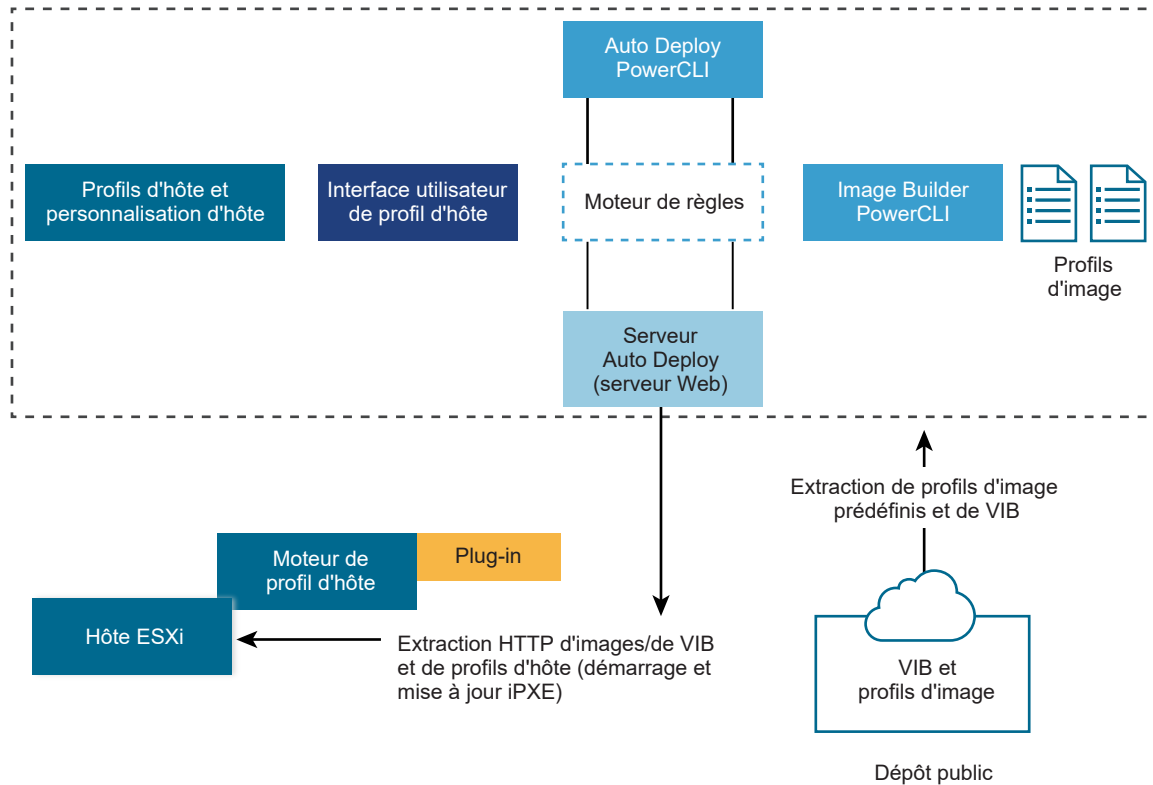 Auto Deploy
PowerCLI
Profils d'hôte et
personnalisation d'hôte
Interface utilisateur
de profil d'hôte
Moteur de règles
Image Builder
PowerCLI
Profils
d'image
Serveur
Auto Deploy
(serveur Web)
Extraction de profils d'image
prédéfinis et de VIB
Moteur de
profil d'hôte
Plug-in
Hôte ESXi
Extraction HTTP d'images/de VIB
et de profils d'hôte (démarrage et
mise à jour iPXE)
VIB et
profils d'image
Dépôt public